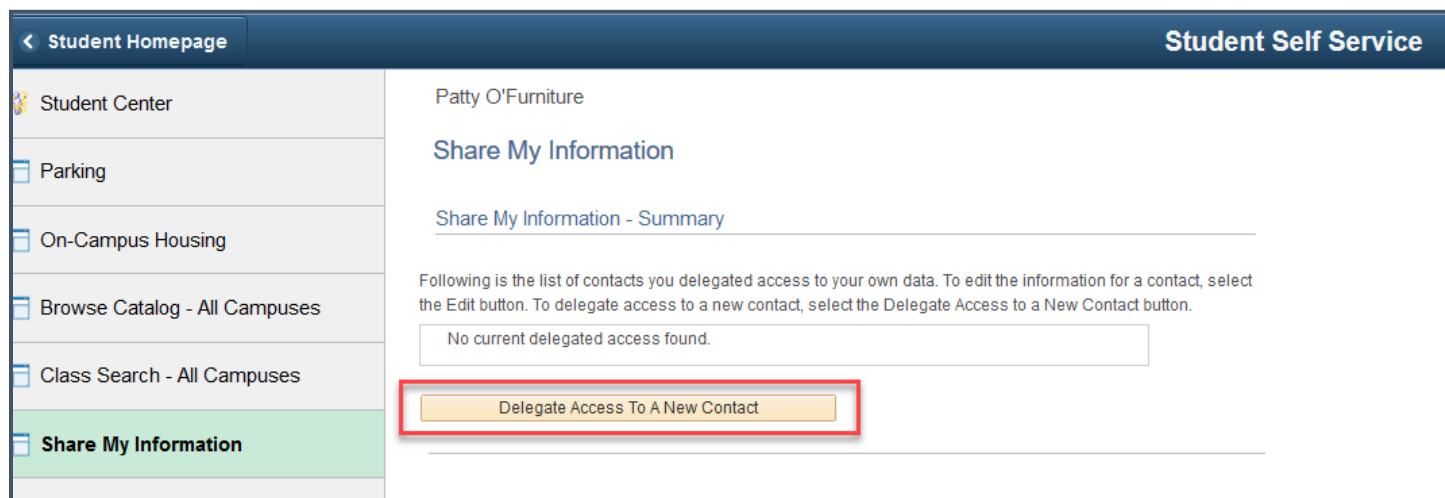 Student Homepage
Student Self Service
Student Center
Parking
On-Campus Housing
Browse Catalog - All Campuses
Class Search - All Campuses
Share My Information
Patty O'Furniture
Share My Information
Share My Information - Summary
Following is the list of contacts you delegated access to your own data. To edit the information for a contact, select
the Edit button. To delegate access to a new contact, select the Delegate Access to a New Contact button.
No current delegated access found.
Delegate Access To A New Contact